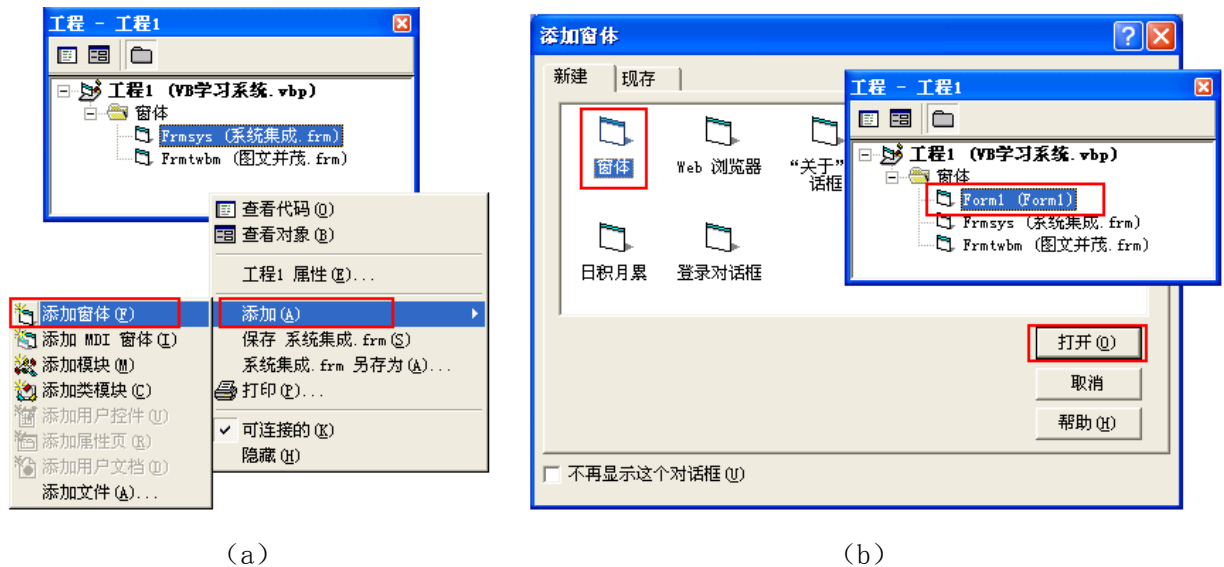 工程 - 工程1
工程1 (VB学习系统.vbp)
窗体
Frmsys (系统集成.frm)
Frmtwbm (图文并茂.frm)
查看代码(O)
查看对象(B)
工程1 属性(E)...
添加(A)
保存 系统集成.frm(S)
系统集成.frm 另存为(A)...
打印(P)...
可连接的(K)
隐藏(H)
添加窗体(F)
添加 MDI 窗体(I)
添加模块(M)
添加类模块(C)
添加用户控件(U)
添加属性页(R)
添加用户文档(D)
添加文件(A)...
(a)
添加窗体
新建
现存
窗体
Web 浏览器
“关于”
话框
日积月累
登录对话框
工程 - 工程1
工程1 (VB学习系统.vbp)
窗体
Form1 (Form1)
Frmsys (系统集成.frm)
Frmtwbm (图文并茂.frm)
打开(O)
取消
帮助(H)
不再显示这个对话框(U)
(b)